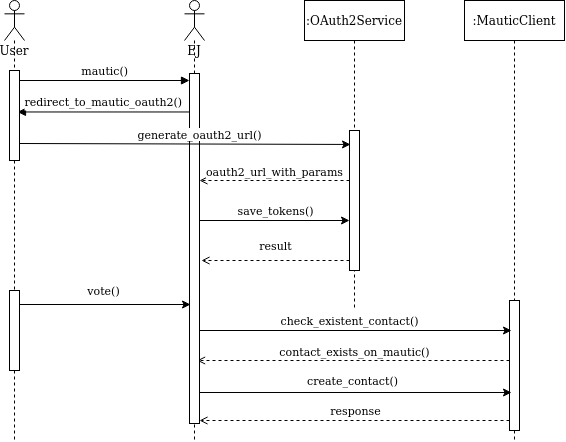 :OAuth2Service
:MauticClient
User
EJ
mautic()
redirect_to_mautic_oauth2()
generate_oauth2_url()
oauth2_url_with_params
save_tokens()
result
vote()
check_existent_contact()
contact_exists_on_mautic()
create_contact()
response